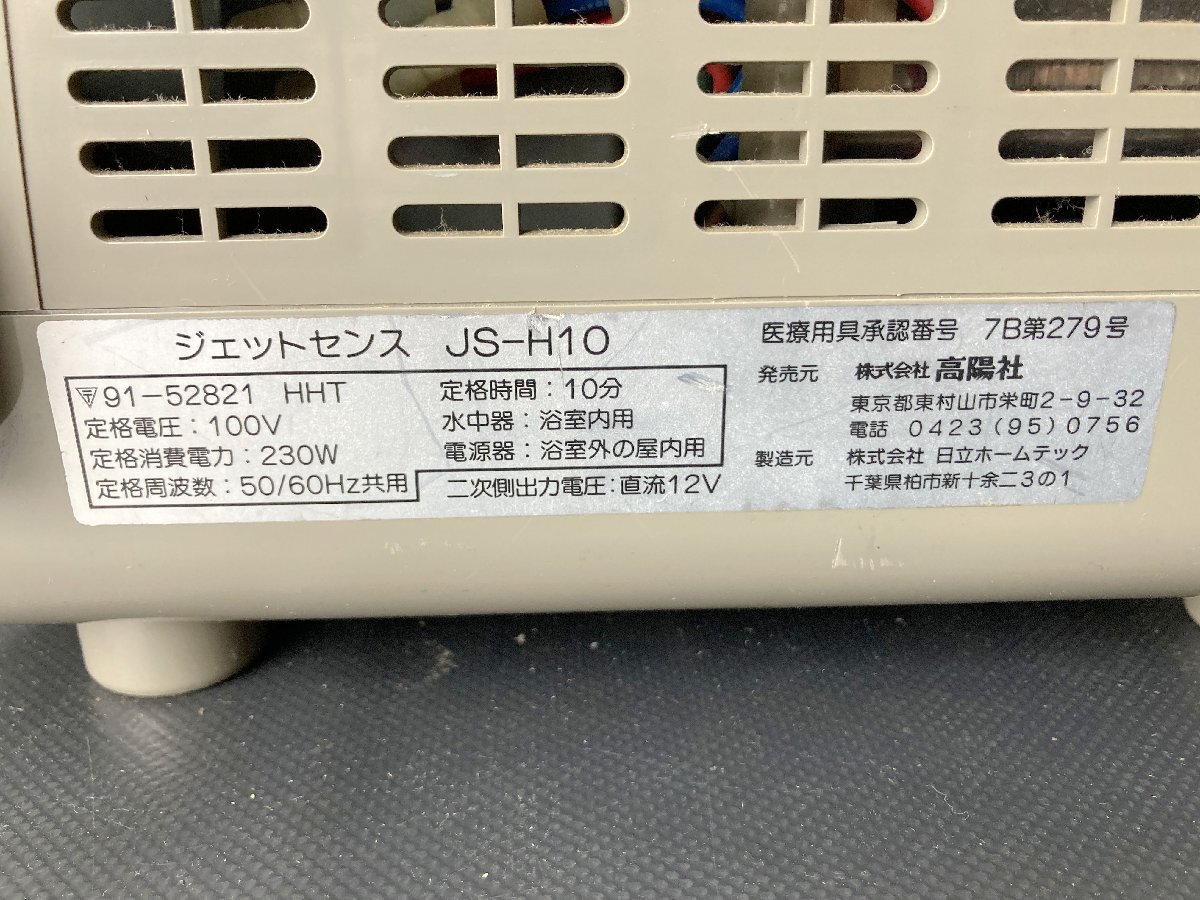 ジェットセンス JS-H10
91-52821 HHT
定格電圧：100V
定格消費電力：230W
定格周波数：50/60Hz共用
定格時間：10分
水中器：浴室内用
電源器：浴室外の屋内用
二次側出力電圧：直流12V
医療用具承認番号 7B第279号
発売元 株式会社 高陽社
東京都東村山市栄町2-9-32
電話 0423(95)0756
製造元 株式会社 日立ホームテック
千葉県柏市新十余二3の1